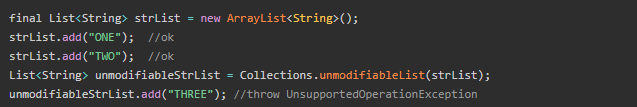 final List<String> strList = new ArrayList<String>();
strList.add("ONE");  //ok
strList.add("TWO");  //ok
List<String> unmodifiableStrList = Collections.unmodifiableList(strList);
unmodifiableStrList.add("THREE"); //throw UnsupportedOperationException